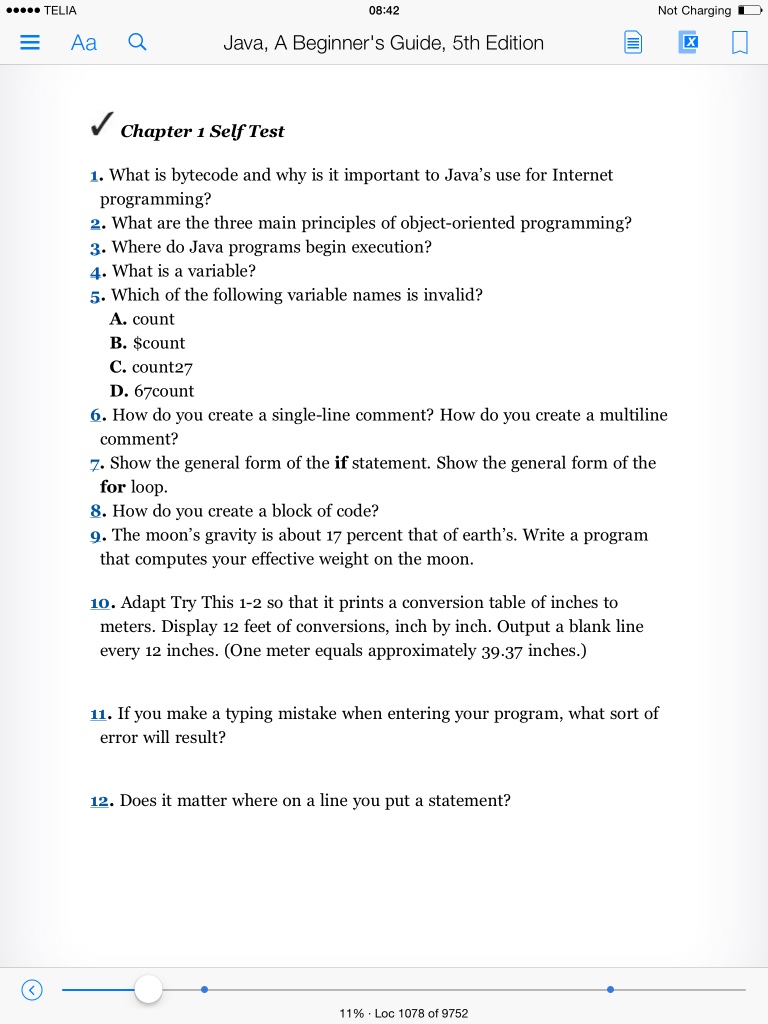 TELIA 08:42 Not Charging
Aa Java, A Beginner's Guide, 5th Edition X
Chapter 1 Self Test
1. What is bytecode and why is it important to Java’s use for Internet
programming?
2. What are the three main principles of object-oriented programming?
3. Where do Java programs begin execution?
4. What is a variable?
5. Which of the following variable names is invalid?
A. count
B. $count
C. count27
D. 67count
6. How do you create a single-line comment? How do you create a multiline
comment?
7. Show the general form of the if statement. Show the general form of the
for loop.
8. How do you create a block of code?
9. The moon’s gravity is about 17 percent that of earth’s. Write a program
that computes your effective weight on the moon.
10. Adapt Try This 1-2 so that it prints a conversion table of inches to
meters. Display 12 feet of conversions, inch by inch. Output a blank line
every 12 inches. (One meter equals approximately 39.37 inches.)
11. If you make a typing mistake when entering your program, what sort of
error will result?
12. Does it matter where on a line you put a statement?
11% · Loc 1078 of 9752